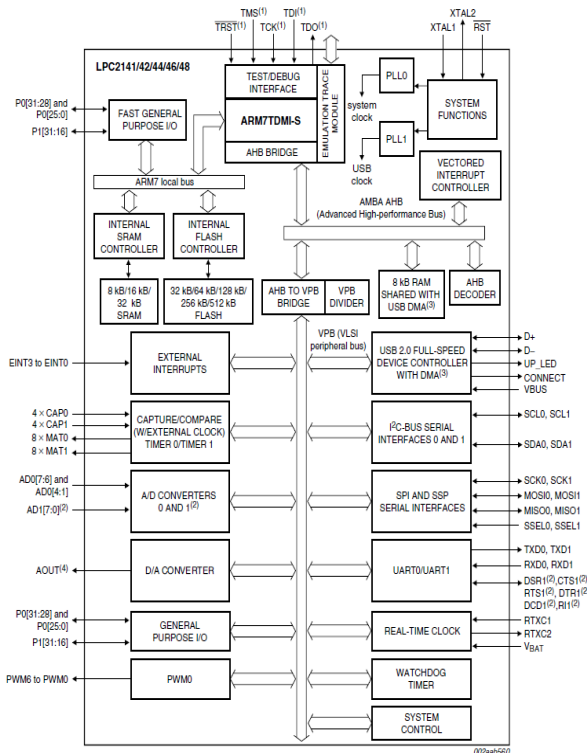 TMS(1) TDI(1) XTAL2
TRST(1) TCK(1) TDO(1) XTAL1 RST
LPC2141/42/44/46/48
TEST/DEBUG
INTERFACE
EMULATION TRACE
MODULE
PLL0
system
clock
SYSTEM
FUNCTIONS
P0[31:28] and
P0[25:0]
P1[31:16]
FAST GENERAL
PURPOSE I/O
ARM7TDMI-S
PLL1
AHB BRIDGE
USB
clock
VECTORED
INTERRUPT
CONTROLLER
ARM7 local bus
AMBA AHB
(Advanced High-performance Bus)
INTERNAL
SRAM
CONTROLLER
INTERNAL
FLASH
CONTROLLER
8 kB/16 kB/
32 kB
SRAM
32 kB/64 kB/128 kB/
256 kB/512 kB
FLASH
AHB TO VPB
BRIDGE
VPB
DIVIDER
8 kB RAM
SHARED WITH
USB DMA(3)
AHB
DECODER
VPB (VLSI
peripheral bus)
EINT3 to EINT0
EXTERNAL
INTERRUPTS
USB 2.0 FULL-SPEED
DEVICE CONTROLLER
WITH DMA(3)
D+
D−
UP_LED
CONNECT
VBUS
4 × CAP0
4 × CAP1
8 × MAT0
8 × MAT1
CAPTURE/COMPARE
(W/EXTERNAL CLOCK)
TIMER 0/TIMER 1
I2C-BUS SERIAL
INTERFACES 0 AND 1
SCL0, SCL1
SDA0, SDA1
AD0[7:6] and
AD0[4:1]
AD1[7:0](2)
A/D CONVERTERS
0 AND 1(2)
SPI AND SSP
SERIAL INTERFACES
SCK0, SCK1
MOSI0, MOSI1
MISO0, MISO1
SSEL0, SSEL1
AOUT(4)
D/A CONVERTER
UART0/UART1
TXD0, TXD1
RXD0, RXD1
DSR1(2),CTS1(2)
RTS1(2), DTR1(2)
DCD1(2),RI1(2)
P0[31:28] and
P0[25:0]
P1[31:16]
GENERAL
PURPOSE I/O
REAL-TIME CLOCK
RTXC1
RTXC2
VBAT
PWM6 to PWM0
PWM0
WATCHDOG
TIMER
SYSTEM
CONTROL
002aab560